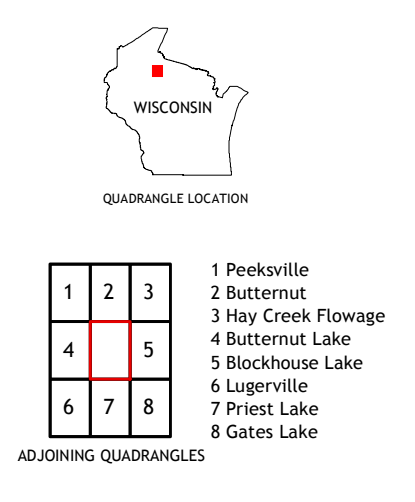 WISCONSIN
QUADRANGLE LOCATION
1 2 3
4 5
6 7 8
1 Peeksville
2 Butternut
3 Hay Creek Flowage
4 Butternut Lake
5 Blockhouse Lake
6 Lugerville
7 Priest Lake
8 Gates Lake
ADJOINING QUADRANGLES